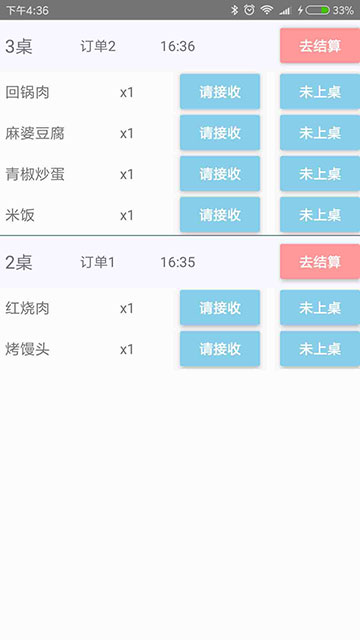 下午4:36 33%
3桌 订单2 16:36 去结算
回锅肉 x1 请接收 未上桌
麻婆豆腐 x1 请接收 未上桌
青椒炒蛋 x1 请接收 未上桌
米饭 x1 请接收 未上桌
2桌 订单1 16:35 去结算
红烧肉 x1 请接收 未上桌
烤馒头 x1 请接收 未上桌